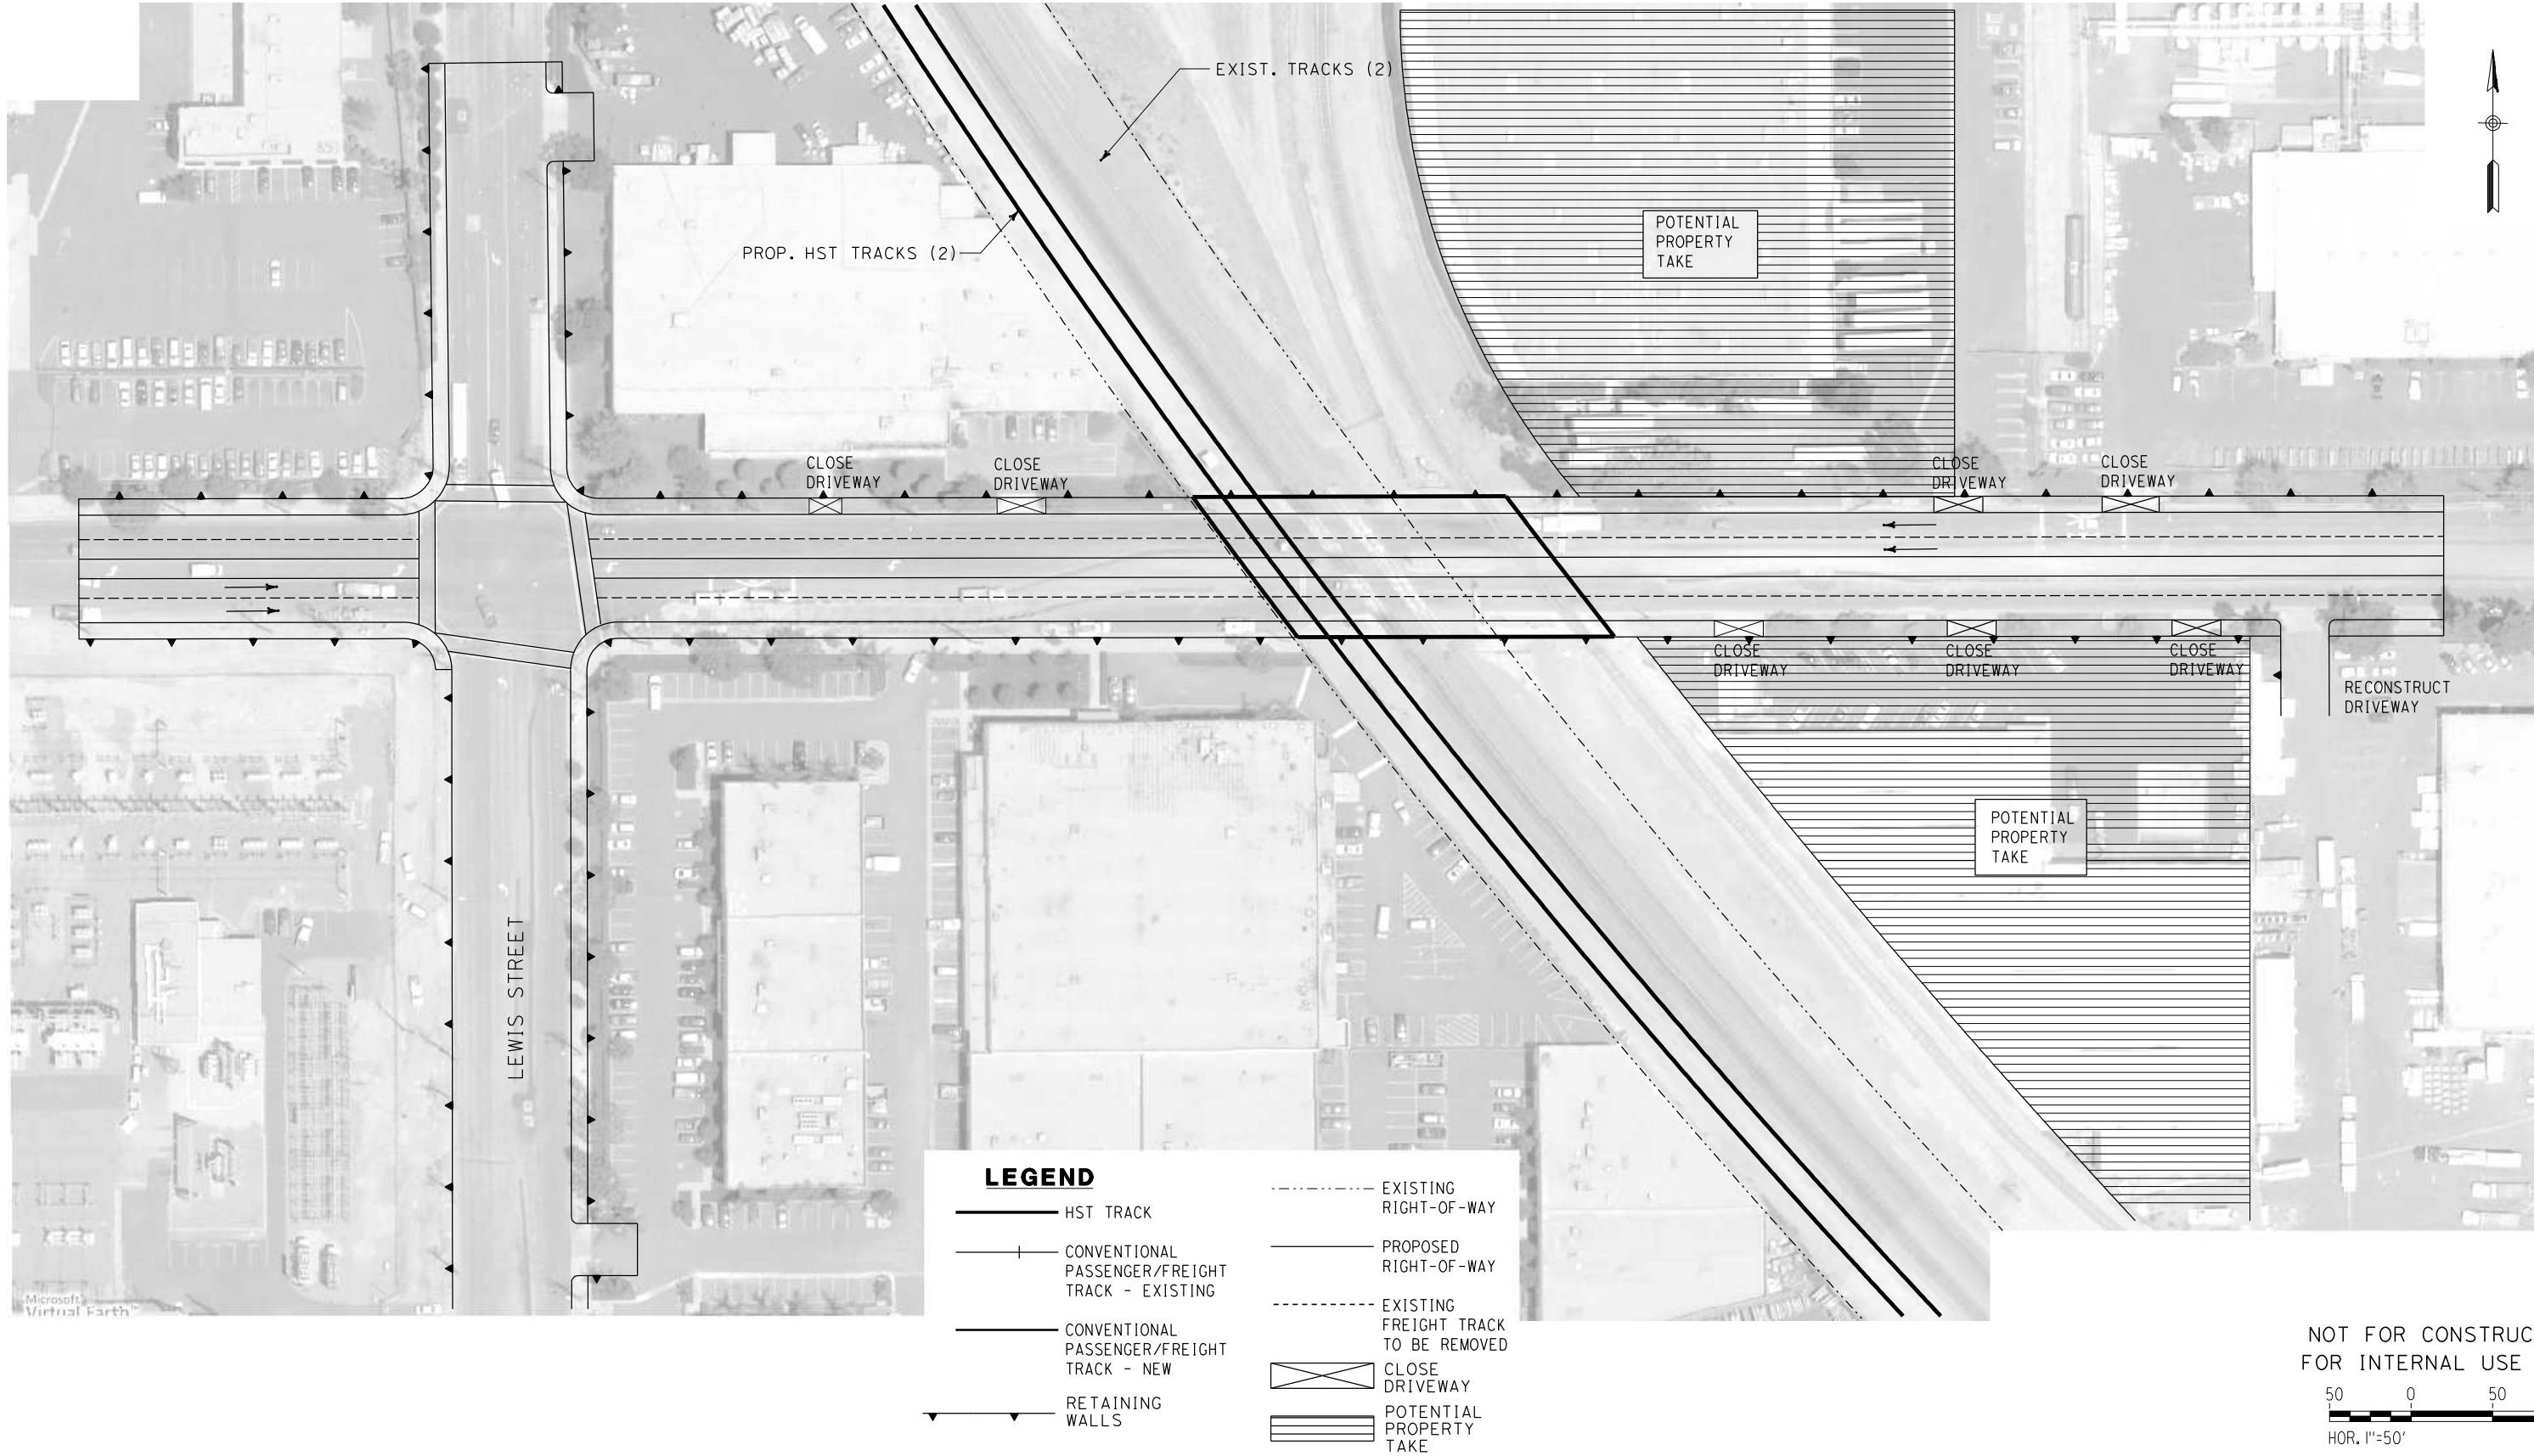 EXIST. TRACKS (2)
PROP. HST TRACKS (2)
POTENTIAL
PROPERTY
TAKE
CLOSE
DRIVEWAY
CLOSE
DRIVEWAY
CLOSE
DRIVEWAY
CLOSE
DRIVEWAY
CLOSE
DRIVEWAY
CLOSE
DRIVEWAY
CLOSE
DRIVEWAY
RECONSTRUCT
DRIVEWAY
POTENTIAL
PROPERTY
TAKE
LEWIS STREET
Microsoft
Virtual Earth™
LEGEND
HST TRACK
CONVENTIONAL
PASSENGER/FREIGHT
TRACK - EXISTING
CONVENTIONAL
PASSENGER/FREIGHT
TRACK - NEW
RETAINING
WALLS
EXISTING
RIGHT-OF-WAY
PROPOSED
RIGHT-OF-WAY
EXISTING
FREIGHT TRACK
TO BE REMOVED
CLOSE
DRIVEWAY
POTENTIAL
PROPERTY
TAKE
NOT FOR CONSTRUC
FOR INTERNAL USE
50 0 50
HOR. 1"=50'